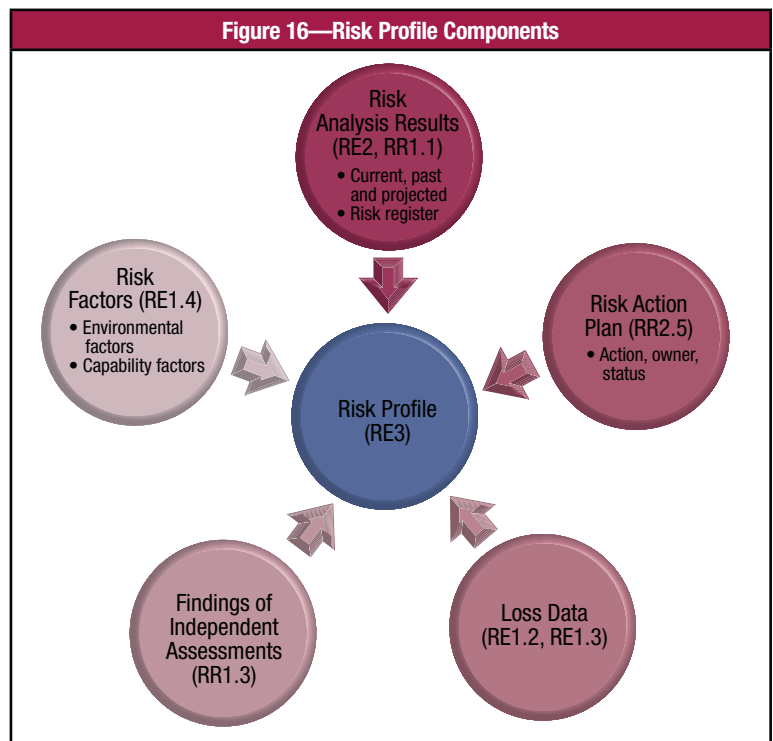 Figure 16—Risk Profile Components
Risk
Analysis Results
(RE2, RR1.1)
• Current, past
and projected
• Risk register
Risk
Factors (RE1.4)
• Environmental
factors
• Capability factors
Risk Action
Plan (RR2.5)
• Action, owner,
status
Risk Profile
(RE3)
Findings of
Independent
Assessments
(RR1.3)
Loss Data
(RE1.2, RE1.3)